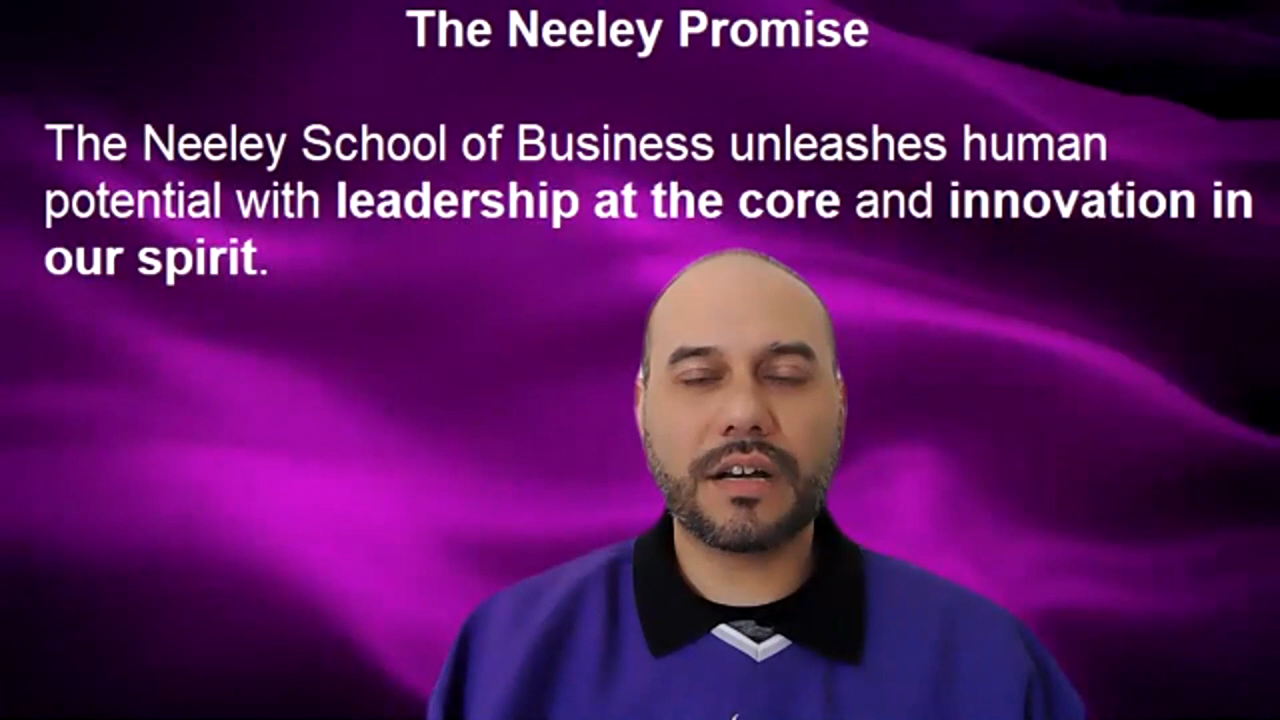 The Neeley Promise
The Neeley School of Business unleashes human
potential with leadership at the core and innovation in
our spirit.